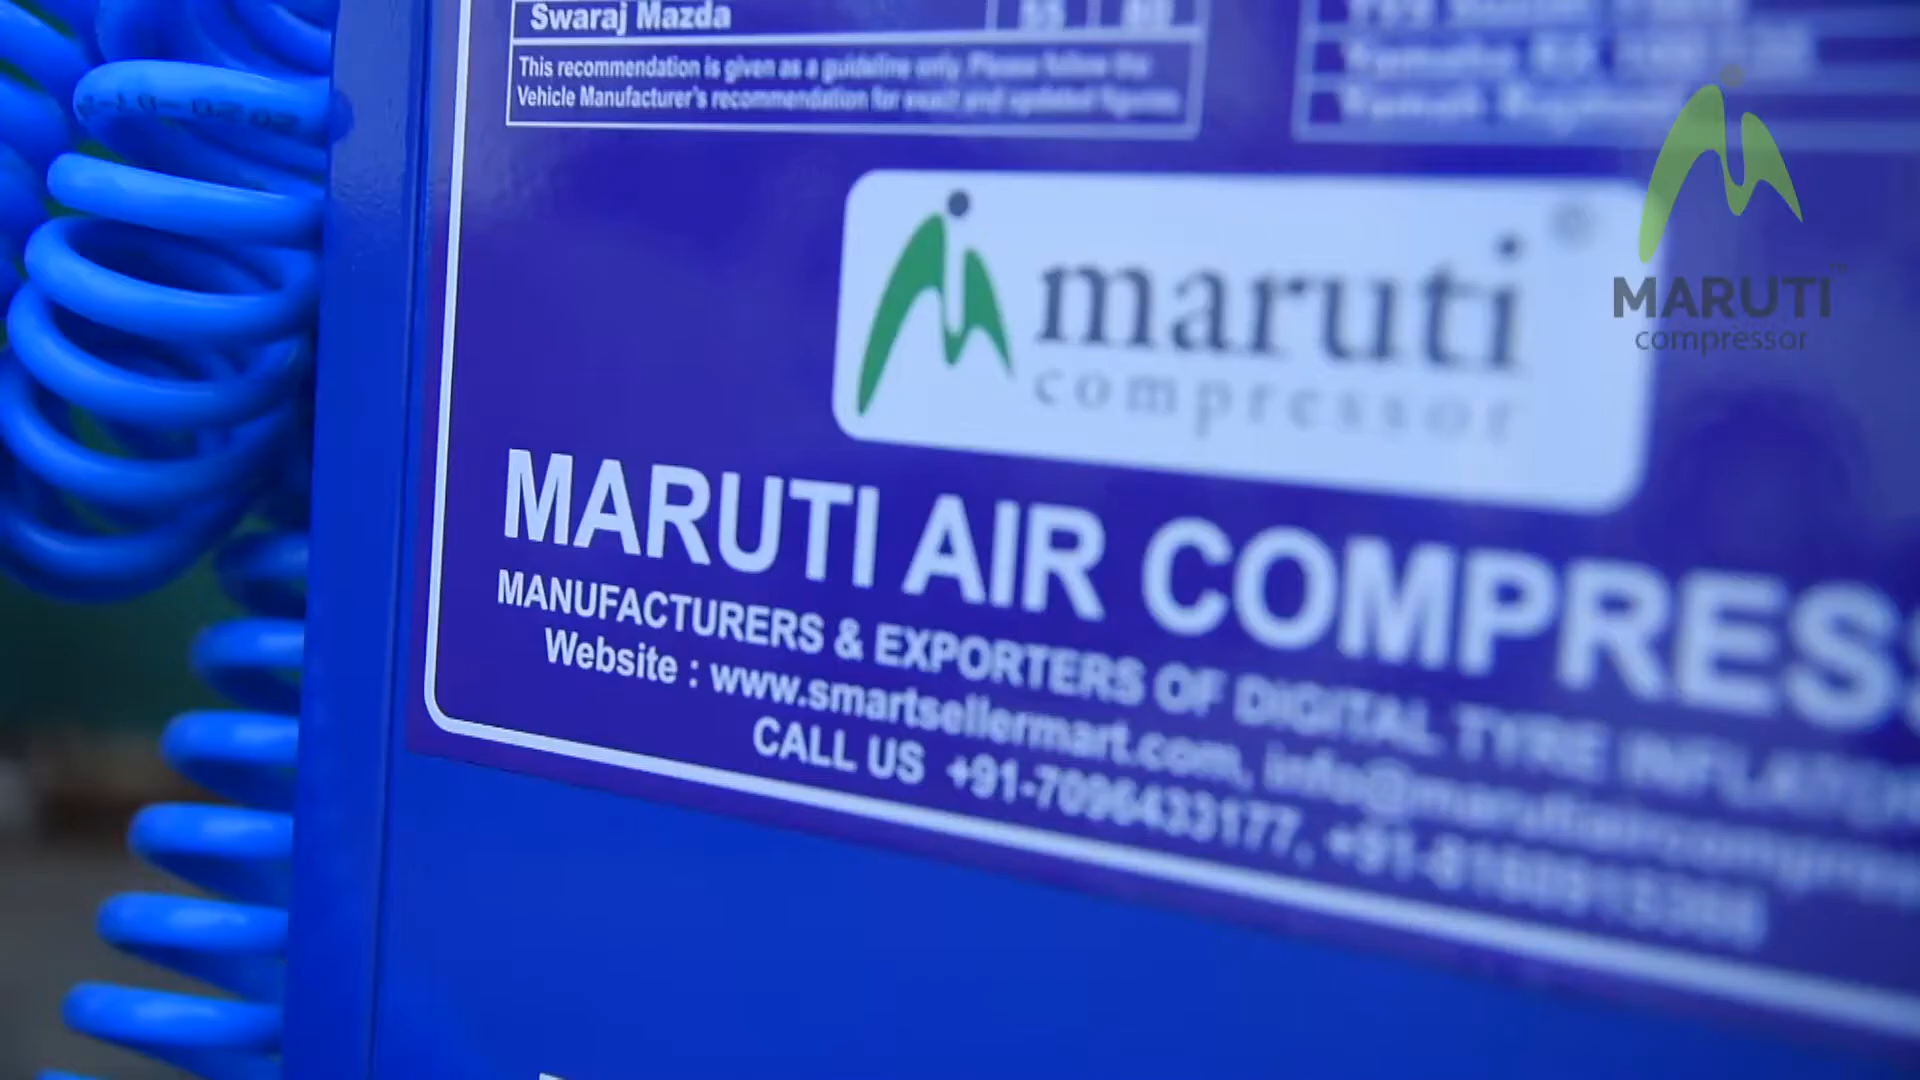 Swaraj Mazda
This recommendation is given as a guideline only. Please follow the
Vehicle Manufacturer's recommendation for exact and updated figures.
maruti
compressor
MARUTI
compressor
MARUTI AIR COMPRESS
MANUFACTURERS & EXPORTERS OF DIGITAL TYRE INFLATOR
Website : www.smartsellermart.com,
CALL US +91-7096433177,